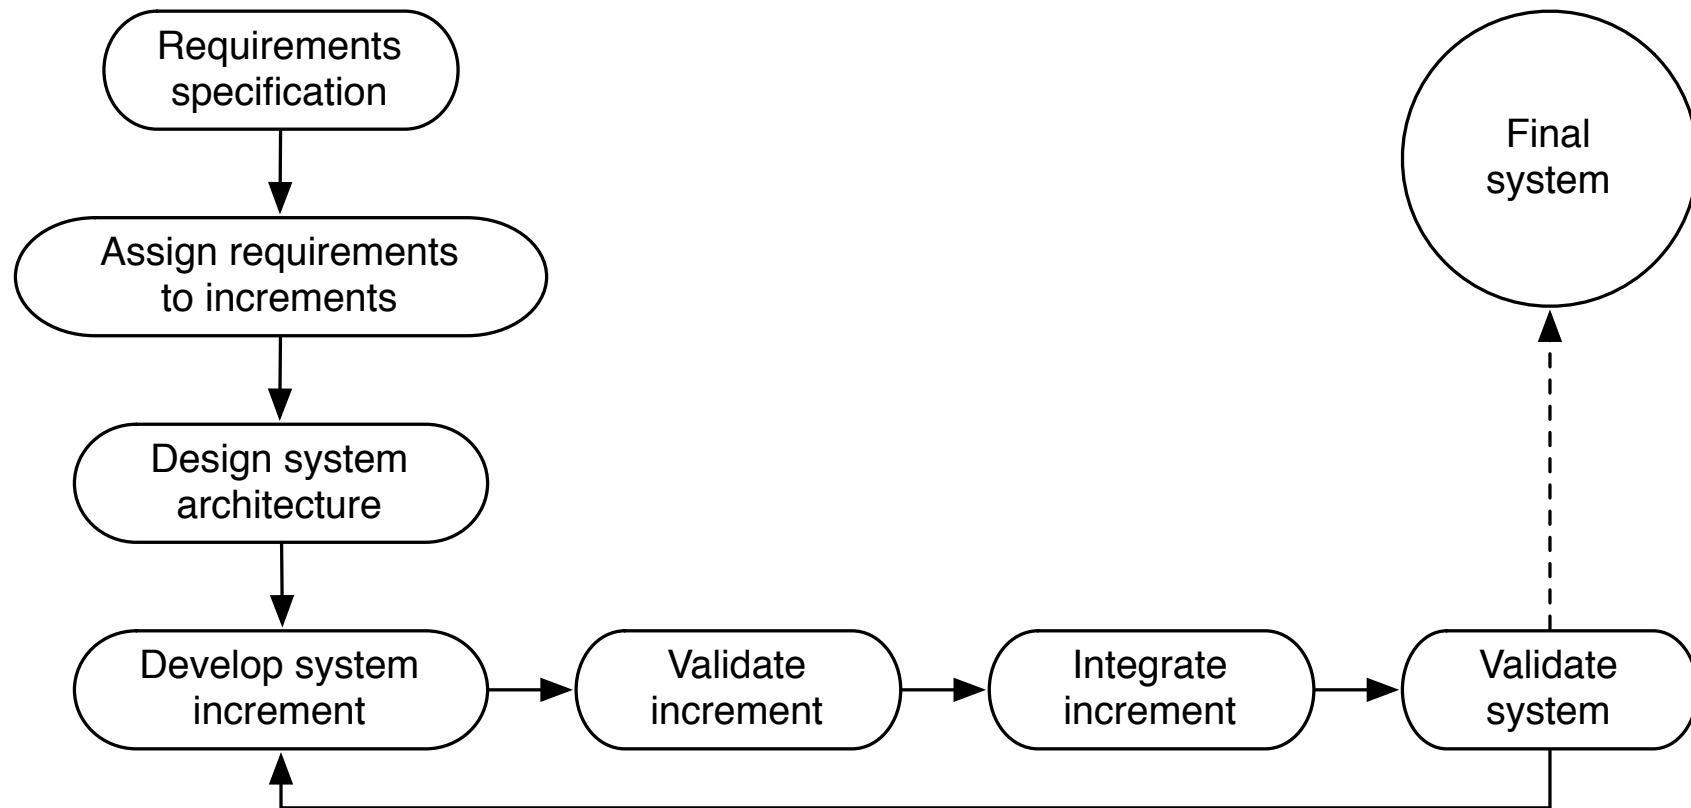 Requirements
specification
Final
system
Assign requirements
to increments
Design system
architecture
Develop system
increment
Validate
increment
Integrate
increment
Validate
system